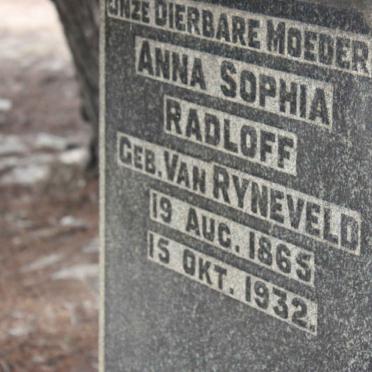 ONZE DIERBARE MOEDER
ANNA SOPHIA
RADLOFF
GEB. VAN RYNEVELD
19 AUG. 1865
15 OKT. 1932.